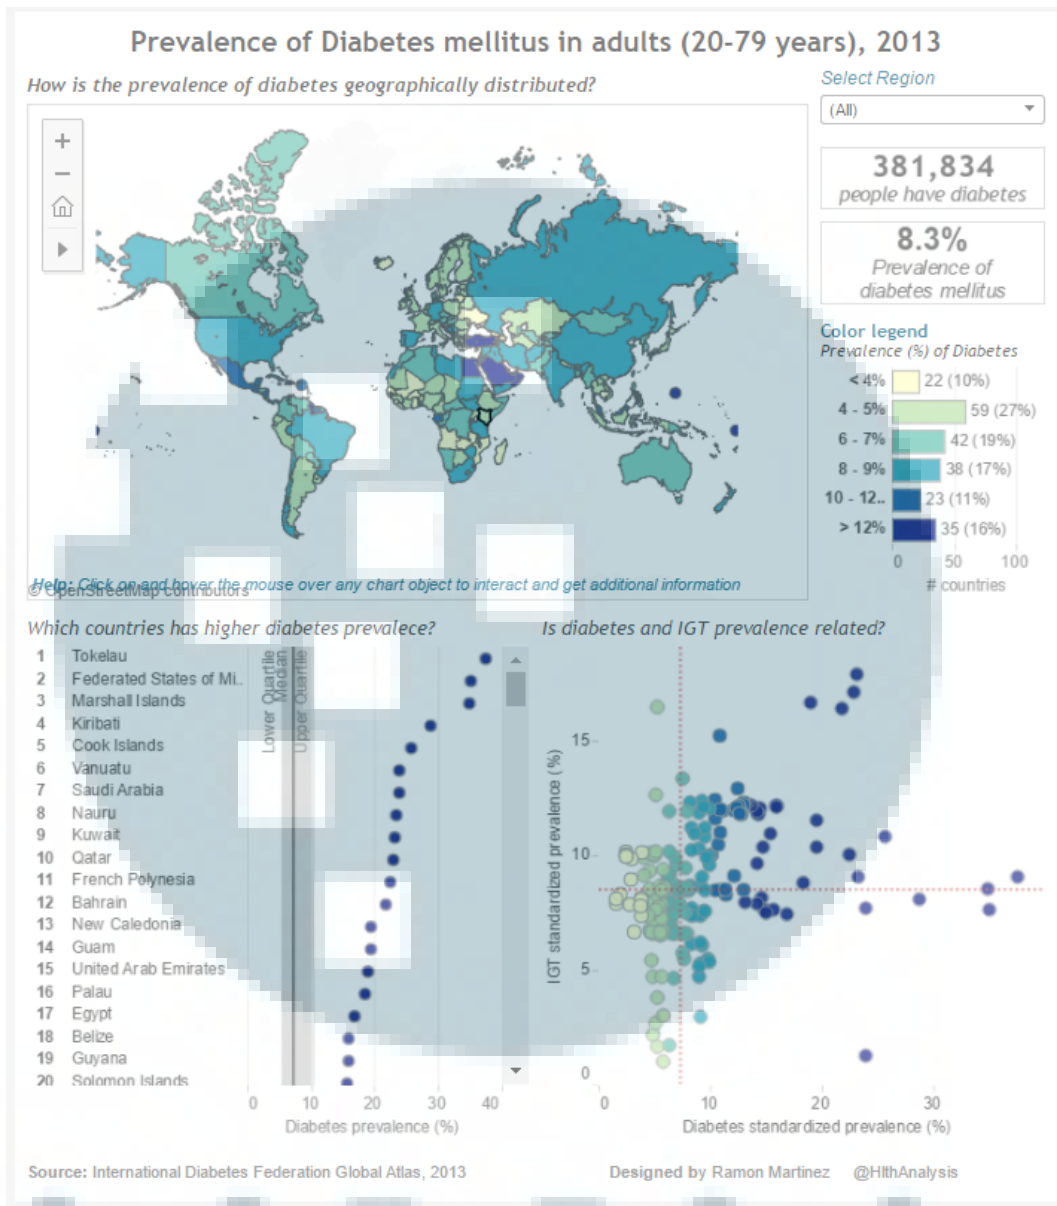 Prevalence of Diabetes mellitus in adults (20-79 years), 2013
How is the prevalence of diabetes geographically distributed?
Select Region
(All)
381,834
people have diabetes
8.3%
Prevalence of
diabetes mellitus
Color legend
Prevalence (%) of Diabetes
< 4% 22 (10%)
4 - 5% 59 (27%)
6 - 7% 42 (19%)
8 - 9% 38 (17%)
10 - 12.. 23 (11%)
> 12% 35 (16%)
0 50 100
# countries
Help: Click on and hover the mouse over any chart object to interact and get additional information
© OpenStreetMap contributors
Which countries has higher diabetes prevalece?
Lower Quartile
Median
Upper Quartile
1 Tokelau
2 Federated States of Mi..
3 Marshall Islands
4 Kiribati
5 Cook Islands
6 Vanuatu
7 Saudi Arabia
8 Nauru
9 Kuwait
10 Qatar
11 French Polynesia
12 Bahrain
13 New Caledonia
14 Guam
15 United Arab Emirates
16 Palau
17 Egypt
18 Belize
19 Guyana
20 Solomon Islands
0 10 20 30 40
Diabetes prevalence (%)
Is diabetes and IGT prevalence related?
IGT standardized prevalence (%)
15
10
5
0
0 10 20 30
Diabetes standardized prevalence (%)
Source: International Diabetes Federation Global Atlas, 2013
Designed by Ramon Martinez @HlthAnalysis